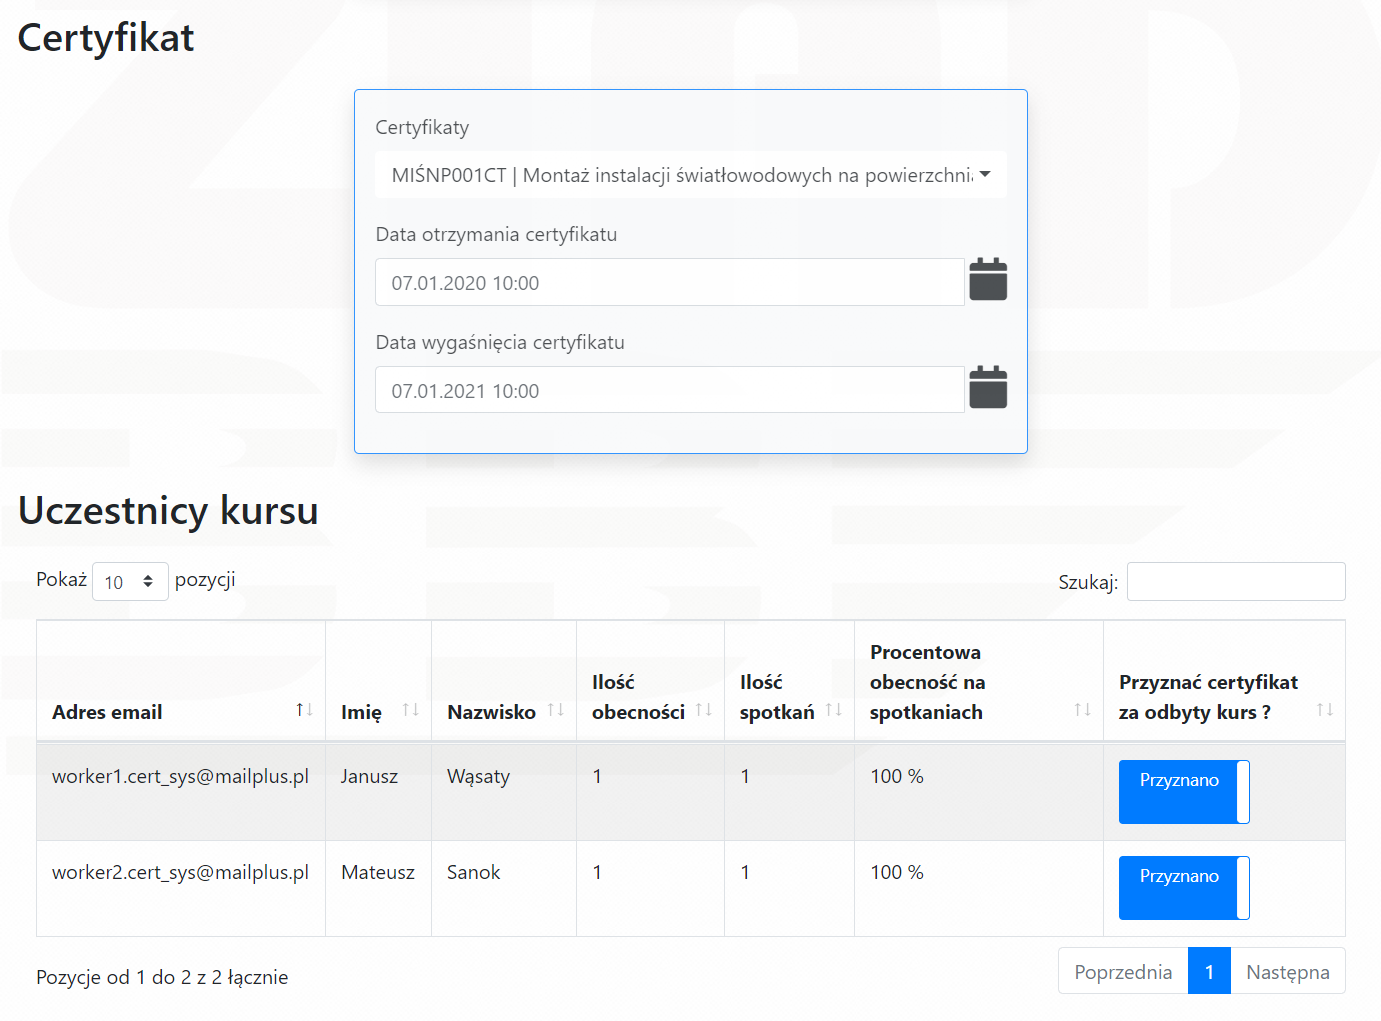 Certyfikat
Certyfikaty
MIŚNP001CT | Montaż instalacji światłowodowych na powierzchni
Data otrzymania certyfikatu
07.01.2020 10:00
Data wygaśnięcia certyfikatu
07.01.2021 10:00
Uczestnicy kursu
Pokaż 10 pozycji
Szukaj:
Adres email
Imię
Nazwisko
Ilość
obecności
Ilość
spotkań
Procentowa
obecność na
spotkaniach
Przyznać certyfikat
za odbyty kurs ?
worker1.cert_sys@mailplus.pl Janusz Wąsaty 1 1 100 % Przyznano
worker2.cert_sys@mailplus.pl Mateusz Sanok 1 1 100 % Przyznano
Pozycje od 1 do 2 z 2 łącznie
Poprzednia 1 Następna